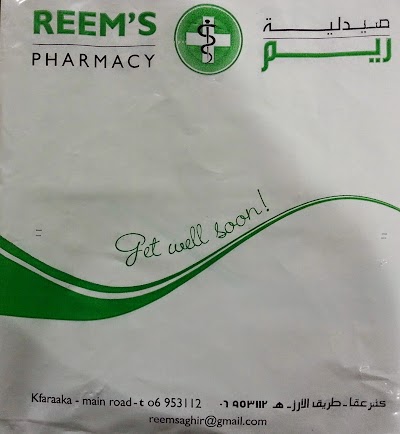 REEM'S
PHARMACY
صيدلية
ريم
Get well soon!
Kfaraaka - main road - t 06 953112
كفرعقا - طريق الأرز - هـ ٠٦ ٩٥٣١١٢
reemsaghir@gmail.com